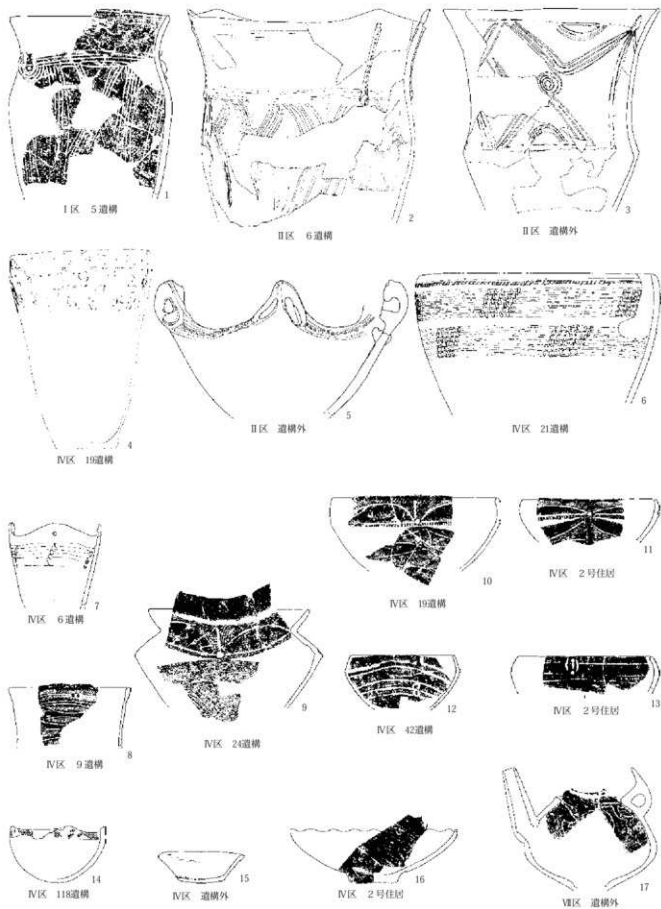 1
Ⅰ区 5遺構
2
Ⅱ区 6遺構
3
Ⅱ区 遺構外
4
Ⅳ区 19遺構
5
Ⅱ区 遺構外
6
Ⅳ区 21遺構
7
Ⅳ区 6遺構
8
Ⅳ区 9遺構
9
Ⅳ区 24遺構
10
Ⅳ区 19遺構
11
Ⅳ区 2号住居
12
Ⅳ区 42遺構
13
Ⅳ区 2号住居
14
Ⅳ区 118遺構
15
Ⅳ区 遺構外
16
Ⅳ区 2号住居
17
Ⅷ区 遺構外